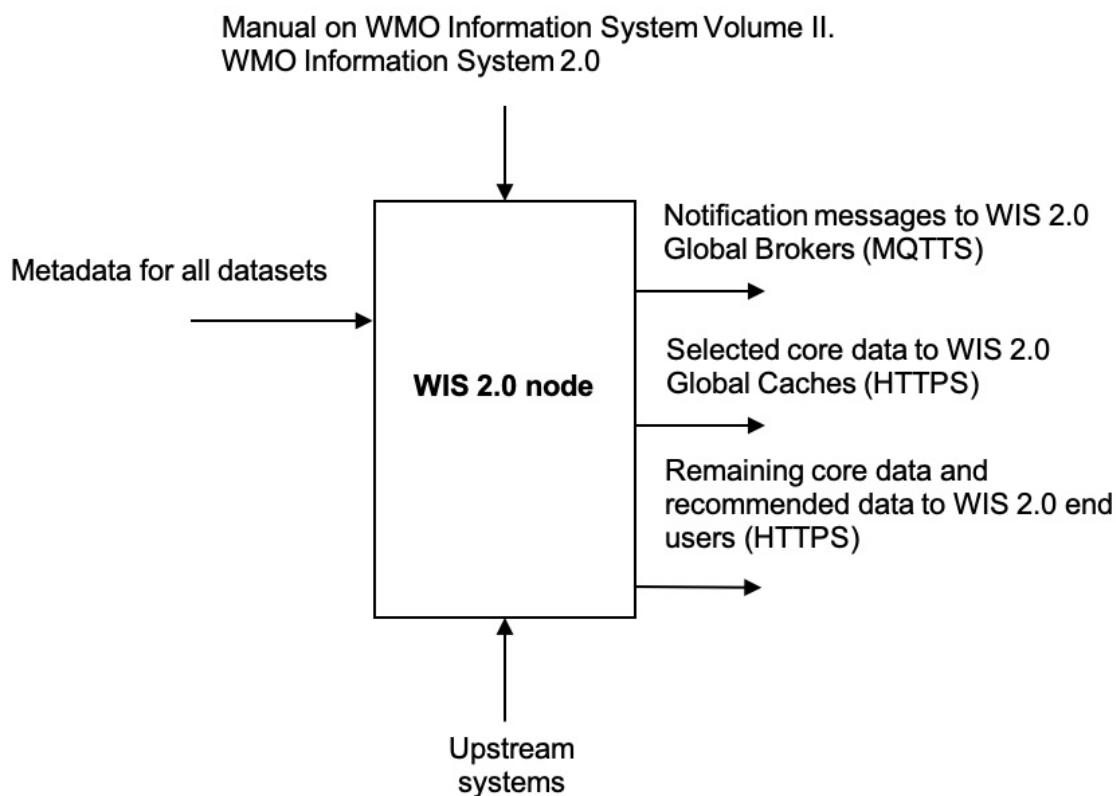 Manual on WMO Information System Volume II.
WMO Information System 2.0
Metadata for all datasets
WIS 2.0 node
Notification messages to WIS 2.0
Global Brokers (MQTTS)
Selected core data to WIS 2.0
Global Caches (HTTPS)
Remaining core data and
recommended data to WIS 2.0 end
users (HTTPS)
Upstream
systems